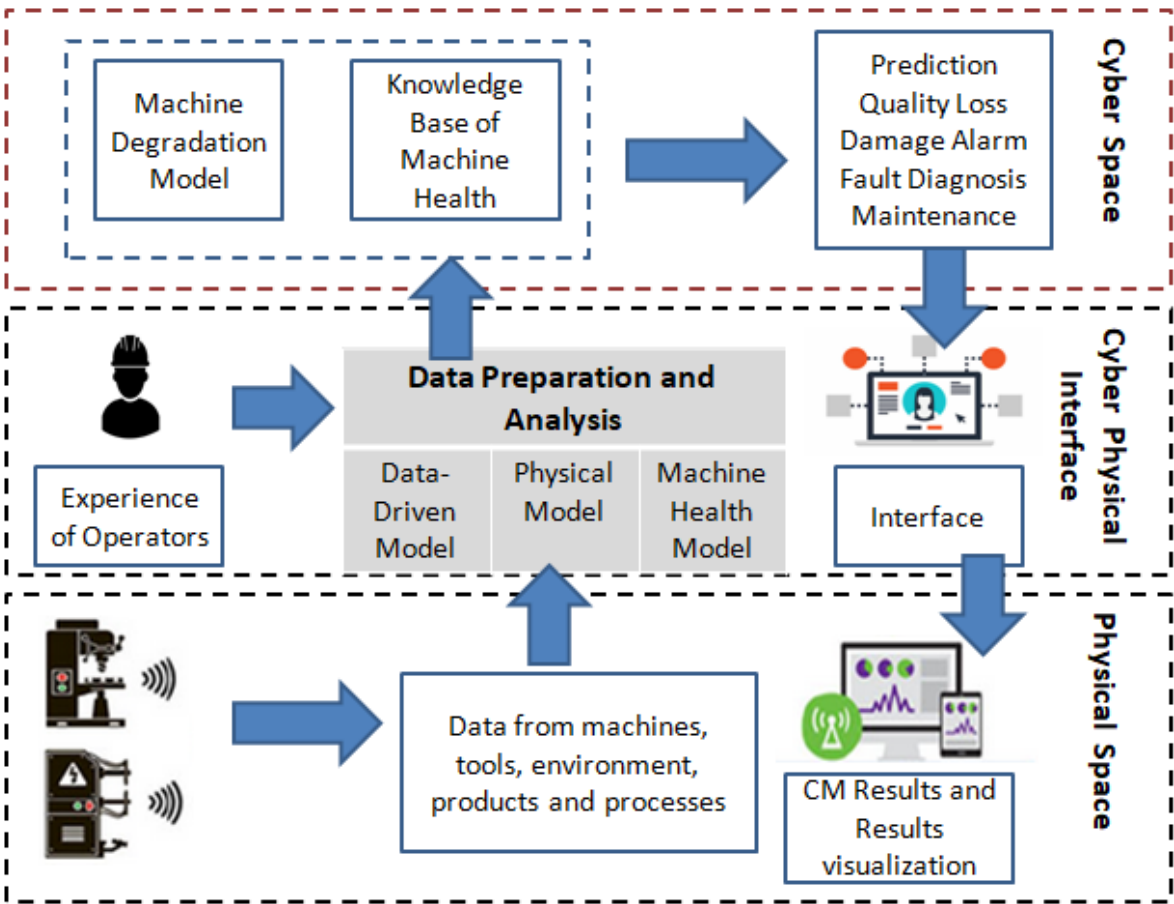 Machine
Degradation
Model
Knowledge
Base of
Machine
Health
Prediction
Quality Loss
Damage Alarm
Fault Diagnosis
Maintenance
Cyber Space
Experience
of Operators
Data Preparation and
Analysis
Data-
Driven
Model
Physical
Model
Machine
Health
Model
Interface
Cyber Physical
Interface
Data from machines,
tools, environment,
products and processes
CM Results and
Results
visualization
Physical Space